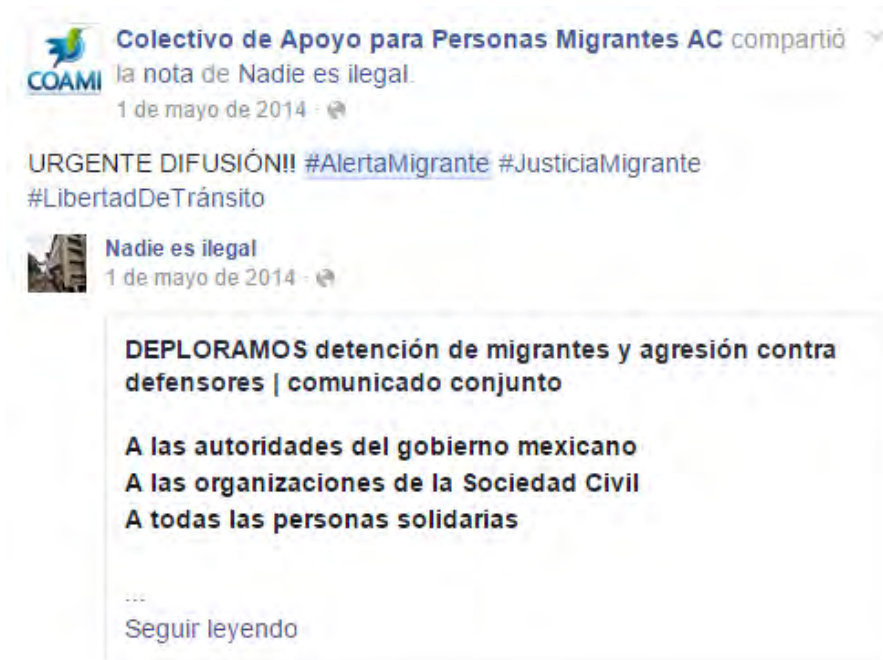 Colectivo de Apoyo para Personas Migrantes AC compartió
COAMI
la nota de Nadie es ilegal.
1 de mayo de 2014 ·
URGENTE DIFUSIÓN!! #AlertaMigrante #JusticiaMigrante
#LibertadDeTránsito
Nadie es ilegal
1 de mayo de 2014 ·
DEPLORAMOS detención de migrantes y agresión contra
defensores | comunicado conjunto
A las autoridades del gobierno mexicano
A las organizaciones de la Sociedad Civil
A todas las personas solidarias
...
Seguir leyendo